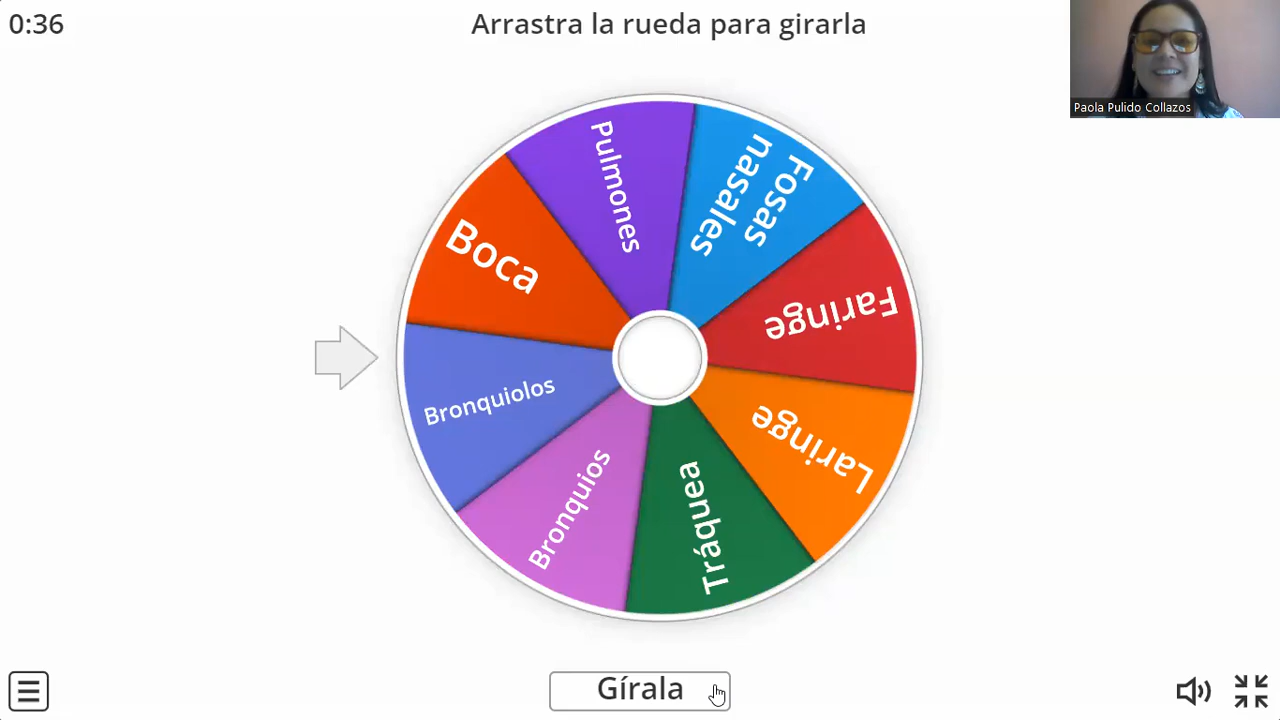 0:36
Arrastra la rueda para girarla
Paola Pulido Collazos
Pulmones
Fosas
nasales
Boca
Faringe
Bronquiolos
Laringe
Bronquios
Tráquea
Gírala